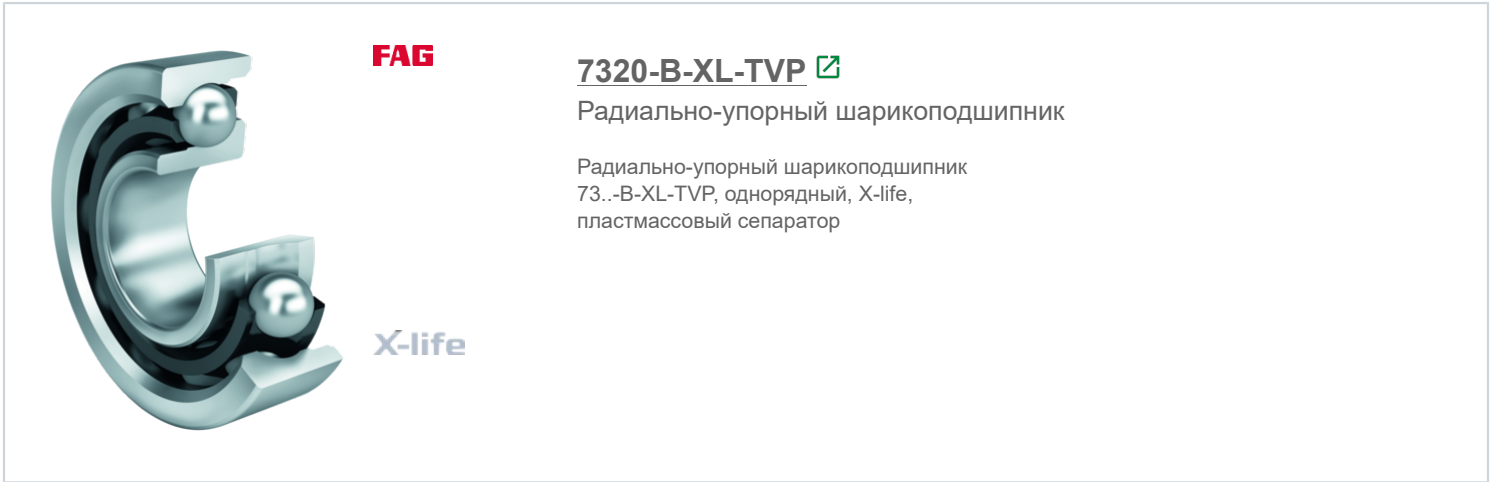 FAG
7320-B-XL-TVP
Радиально-упорный шарикоподшипник
Радиально-упорный шарикоподшипник
73..-B-XL-TVP, однорядный, X-life,
пластмассовый сепаратор
X-life